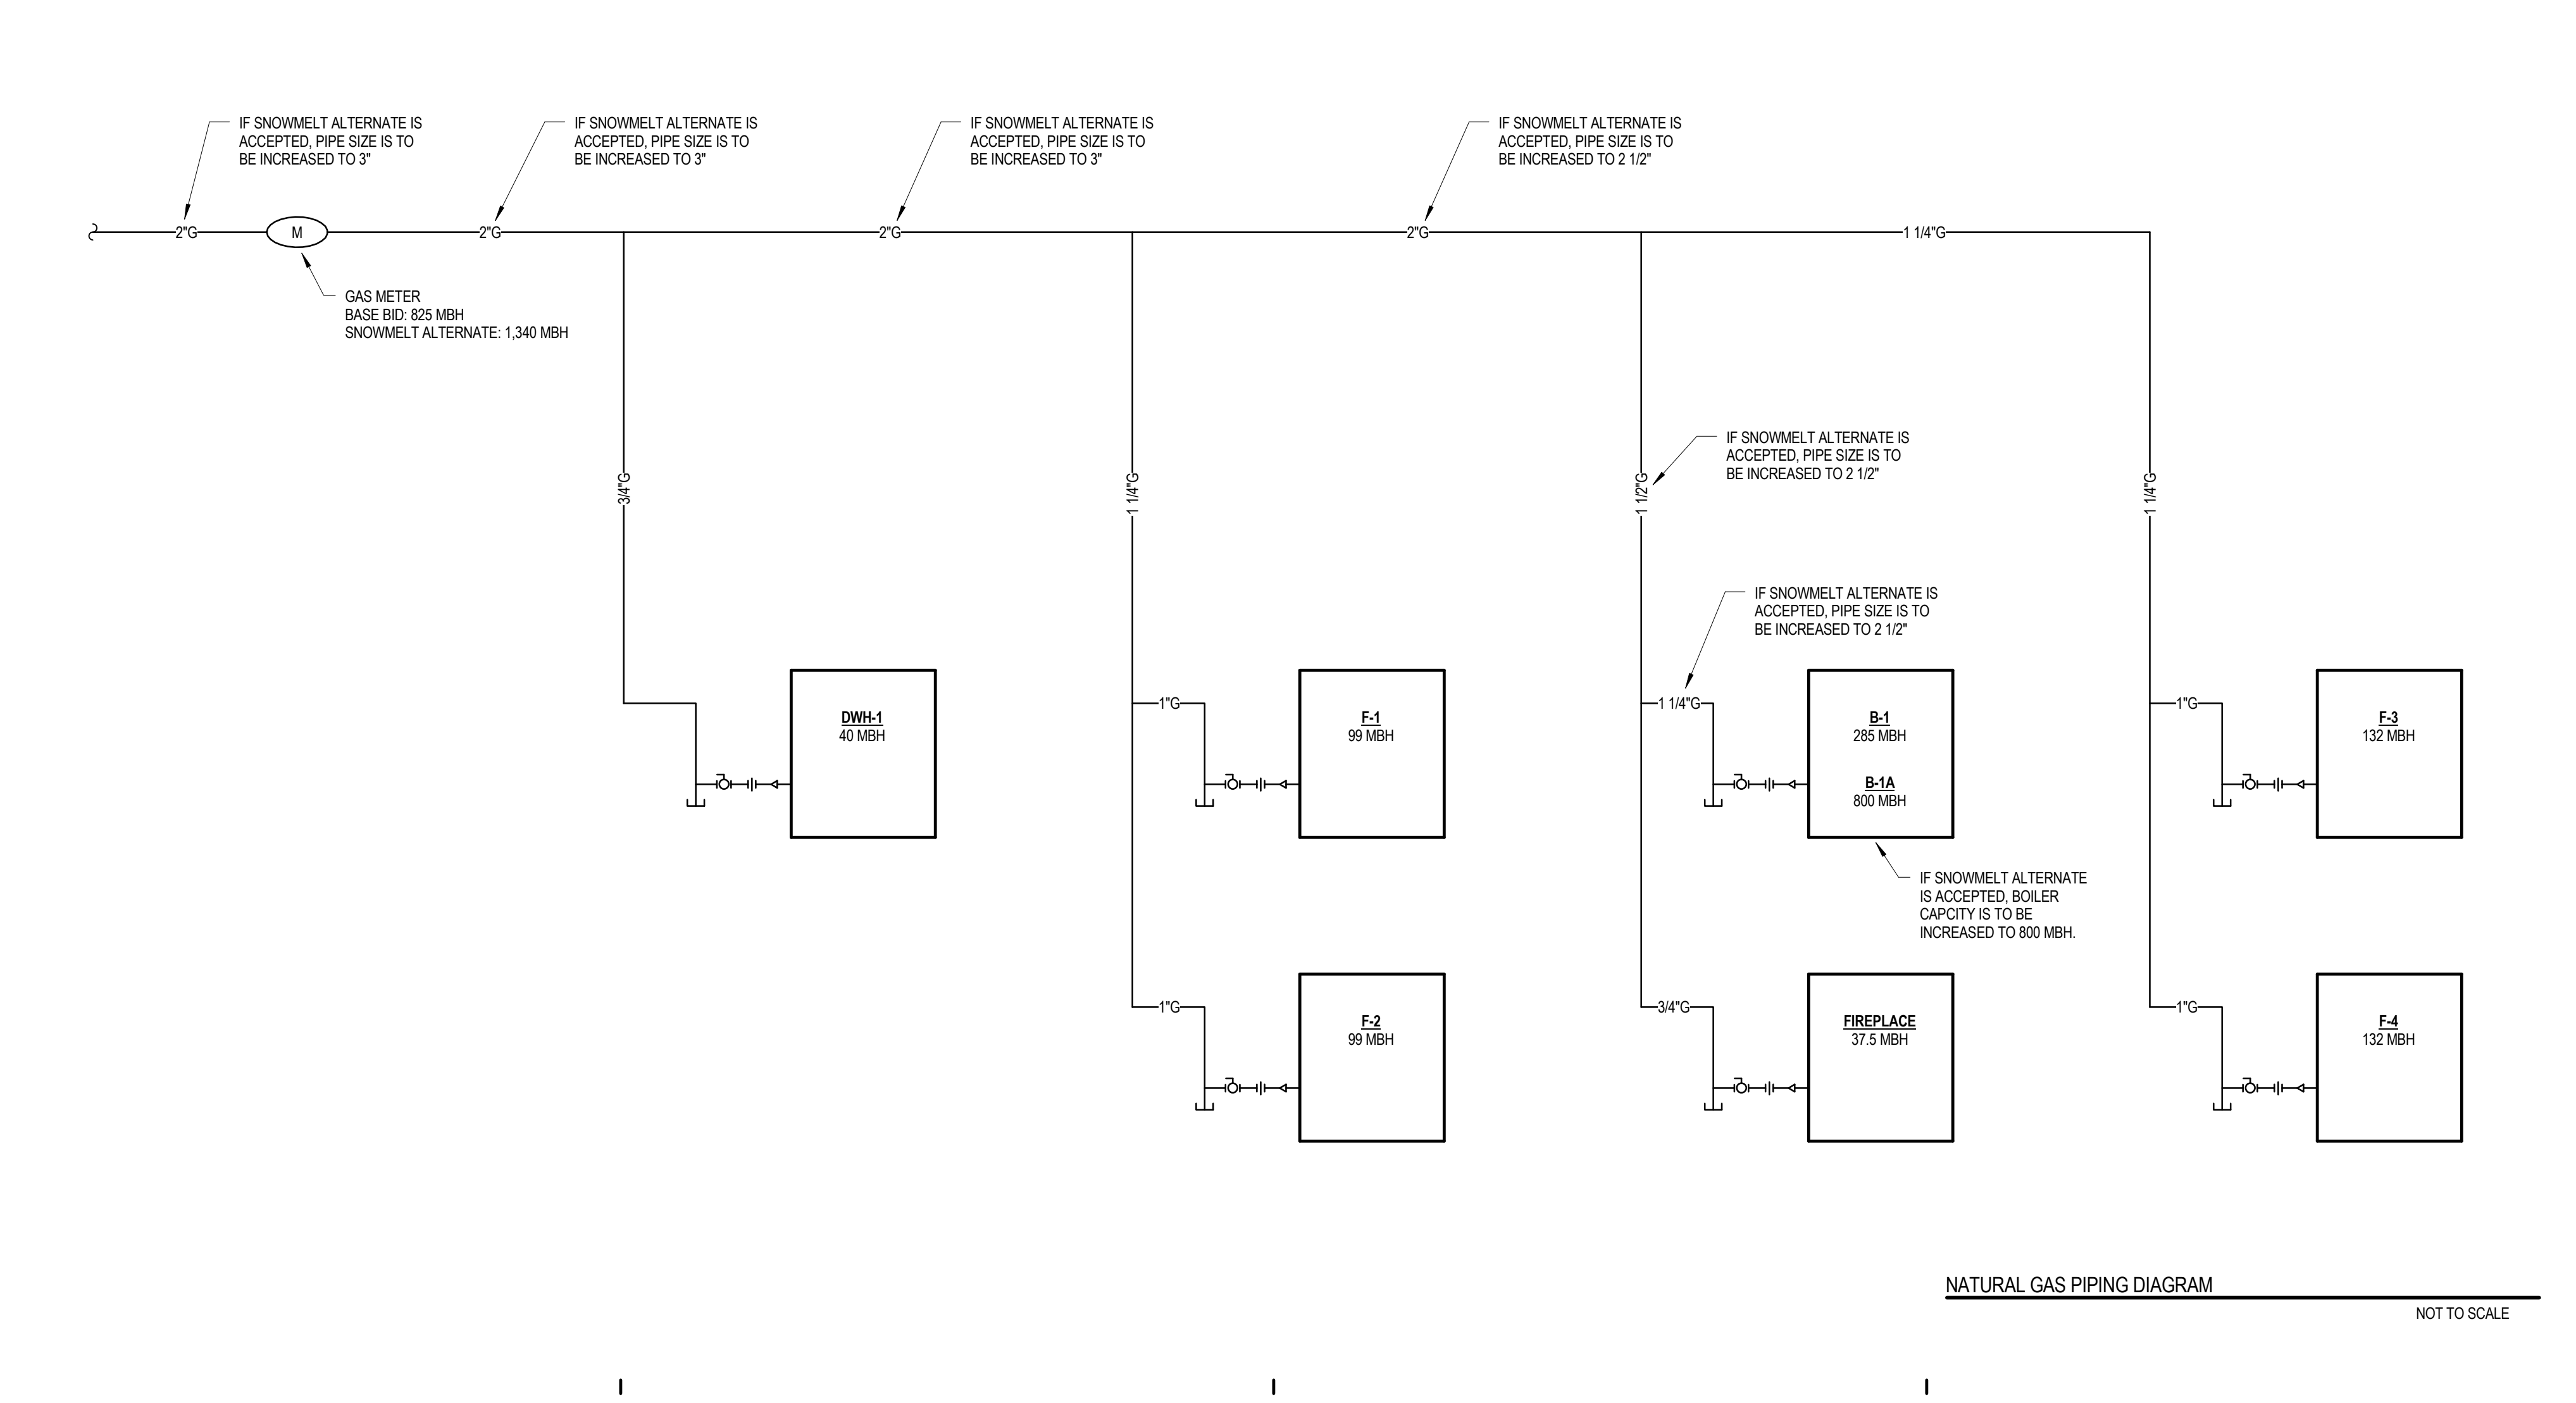 IF SNOWMELT ALTERNATE IS
ACCEPTED, PIPE SIZE IS TO
BE INCREASED TO 3"
IF SNOWMELT ALTERNATE IS
ACCEPTED, PIPE SIZE IS TO
BE INCREASED TO 3"
IF SNOWMELT ALTERNATE IS
ACCEPTED, PIPE SIZE IS TO
BE INCREASED TO 3"
IF SNOWMELT ALTERNATE IS
ACCEPTED, PIPE SIZE IS TO
BE INCREASED TO 2 1/2"
2"G
M
2"G
2"G
2"G
1 1/4"G
GAS METER
BASE BID: 825 MBH
SNOWMELT ALTERNATE: 1,340 MBH
IF SNOWMELT ALTERNATE IS
ACCEPTED, PIPE SIZE IS TO
BE INCREASED TO 2 1/2"
3/4"G
1 1/4"G
1 1/2"G
1 1/4"G
IF SNOWMELT ALTERNATE IS
ACCEPTED, PIPE SIZE IS TO
BE INCREASED TO 2 1/2"
1"G
1 1/4"G
1"G
DWH-1
40 MBH
F-1
99 MBH
B-1
285 MBH
B-1A
800 MBH
F-3
132 MBH
IF SNOWMELT ALTERNATE
IS ACCEPTED, BOILER
CAPCITY IS TO BE
INCREASED TO 800 MBH.
1"G
3/4"G
1"G
F-2
99 MBH
FIREPLACE
37.5 MBH
F-4
132 MBH
NATURAL GAS PIPING DIAGRAM
NOT TO SCALE